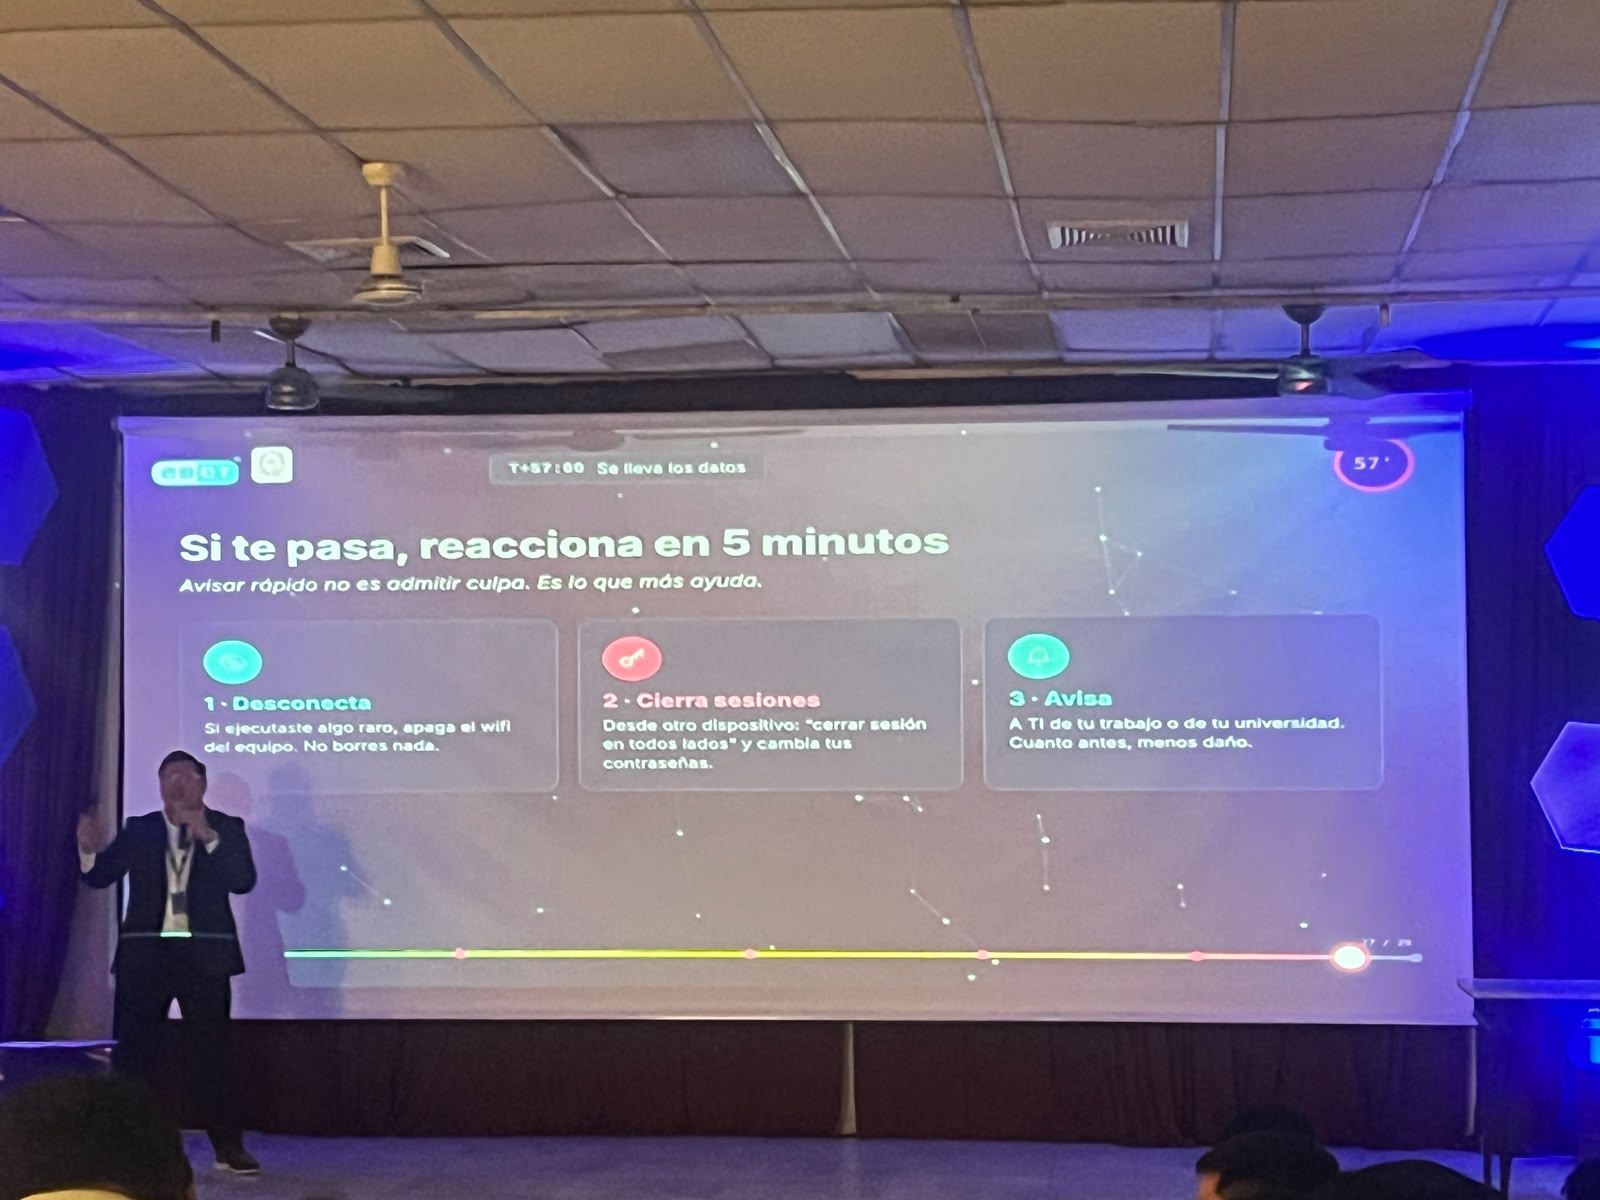 eSET
T+57:00 Se lleva los datos
57'
Si te pasa, reacciona en 5 minutos
Avisar rápido no es admitir culpa. Es lo que más ayuda.
1 · Desconecta
Si ejecutaste algo raro, apaga el wifi
del equipo. No borres nada.
2 · Cierra sesiones
Desde otro dispositivo: "cerrar sesión
en todos lados" y cambia tus
contraseñas.
3 · Avisa
A TI de tu trabajo o de tu universidad.
Cuanto antes, menos daño.